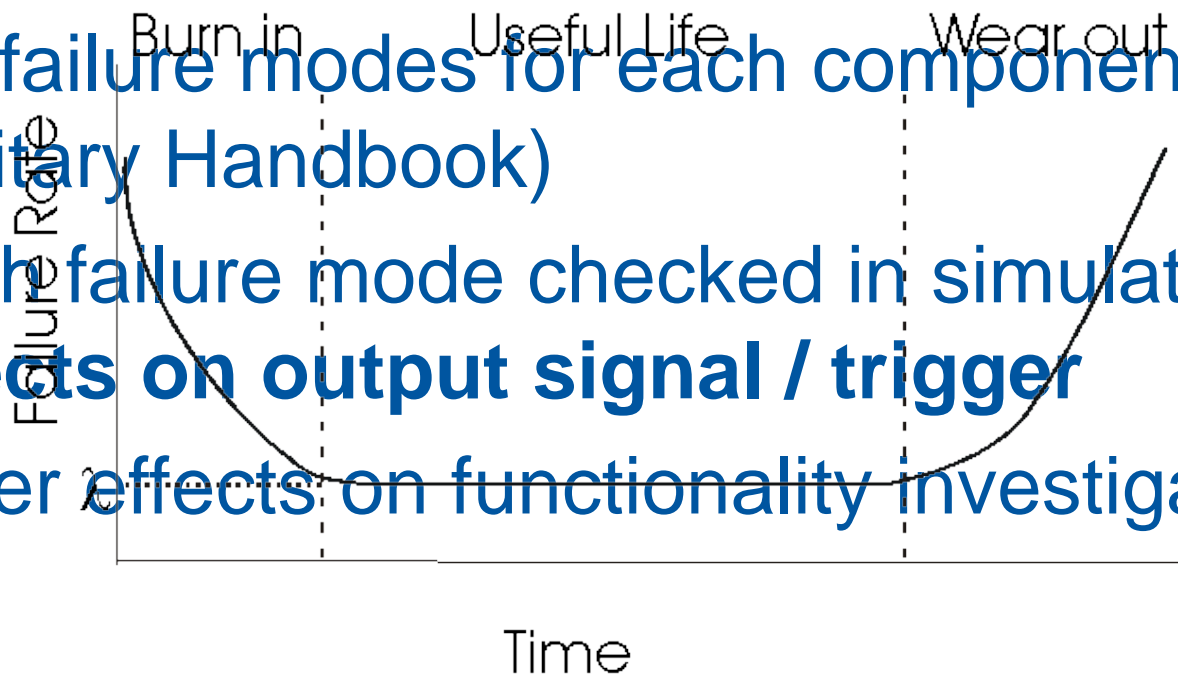 Burn in Useful Life Wear out
failure modes for each componen
itary Handbook)
h failure mode checked in simulat
cts on output signal / trigger
er effects on functionality investiga
Failure Rate
λ
Time